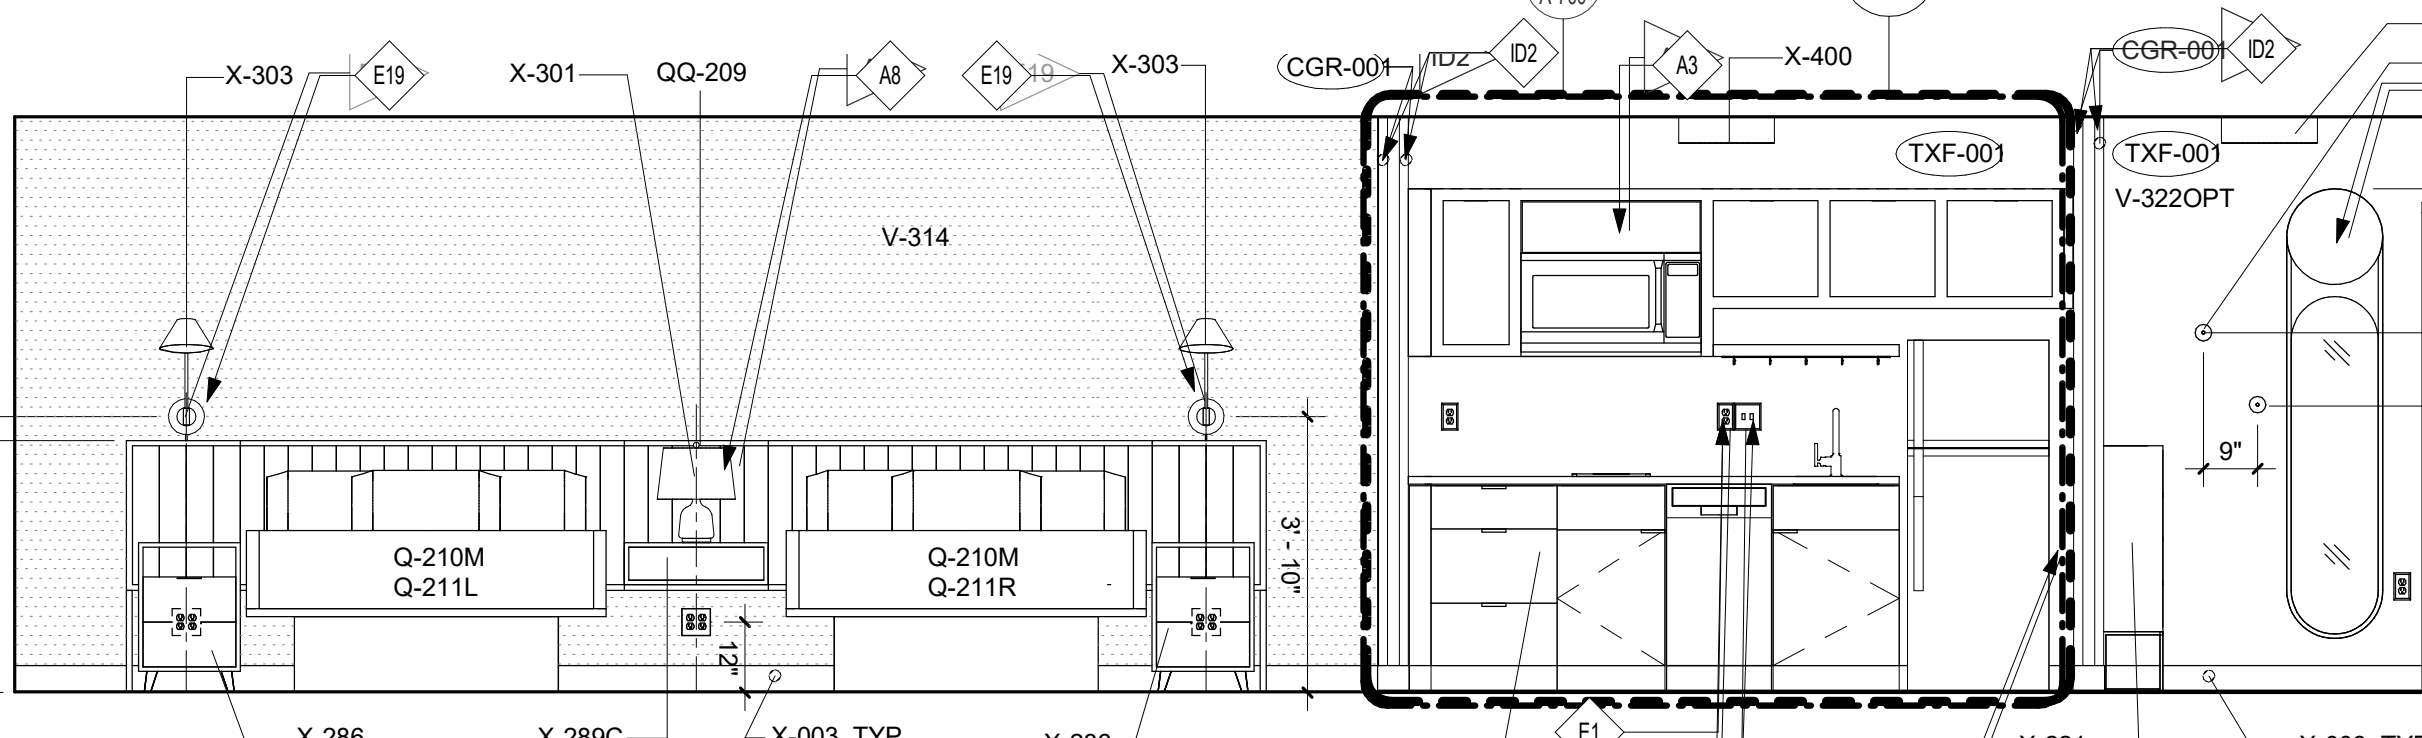 X-303
E19
X-301
QQ-209
A8
E19
X-303
CGR-001
ID2
ID2
A3
X-400
CGR-001
ID2
TXF-001
TXF-001
V-322OPT
V-314
9"
3' - 10"
Q-210M
Q-211L
Q-210M
Q-211R
12"
X-286
X-289C
X-003, TYP